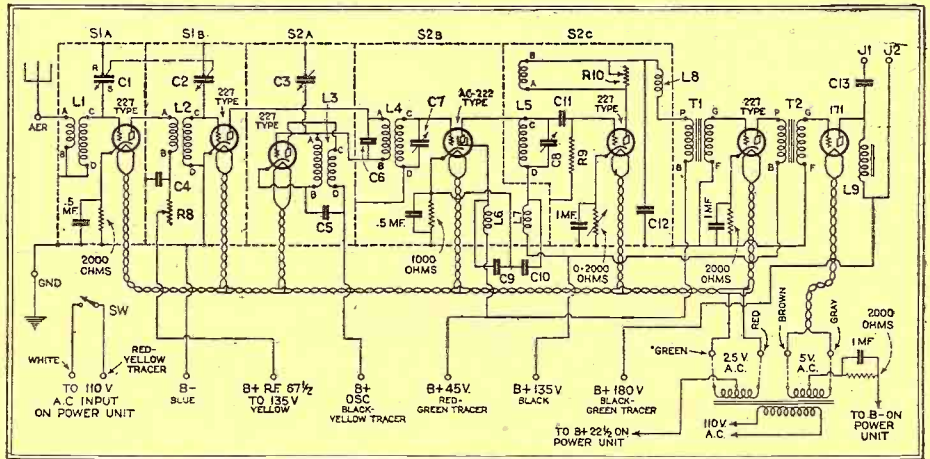 S1A S1B S2A S2B S2C
J1 J2
C1 C2 C3 R10 L8 C13
R
S
227 TYPE
L1 L2 L3 L4 C7 AC-222 TYPE L5 C11 227 TYPE T1 227 TYPE T2 171
227 TYPE
A C A C A C A C B A C P G P G
AER
B D B D B D B D D B F B F
C6 C8 R9 L9
C4 C5 L6 L7 C12
R8
.5 MF. .5 MF. 1 MF. 1 MF.
2000 OHMS
1000 OHMS
C9 C10
0-2000 OHMS
2000 OHMS
GND
SW
WHITE
RED-YELLOW TRACER
TO 110 V A.C INPUT ON POWER UNIT
B- BLUE
B+ R.F. 67½ TO 135 V YELLOW
B+ OSC BLACK-YELLOW TRACER
B+ 45V. RED-GREEN TRACER
B+ 135 V BLACK
B+ 180 V BLACK-GREEN TRACER
GREEN
RED
BROWN
GRAY
2.5 V. A.C.
5 V. A.C.
1 MF.
2000 OHMS
TO B+ 22½ ON POWER UNIT
110 V. A.C.
TO B- ON POWER UNIT